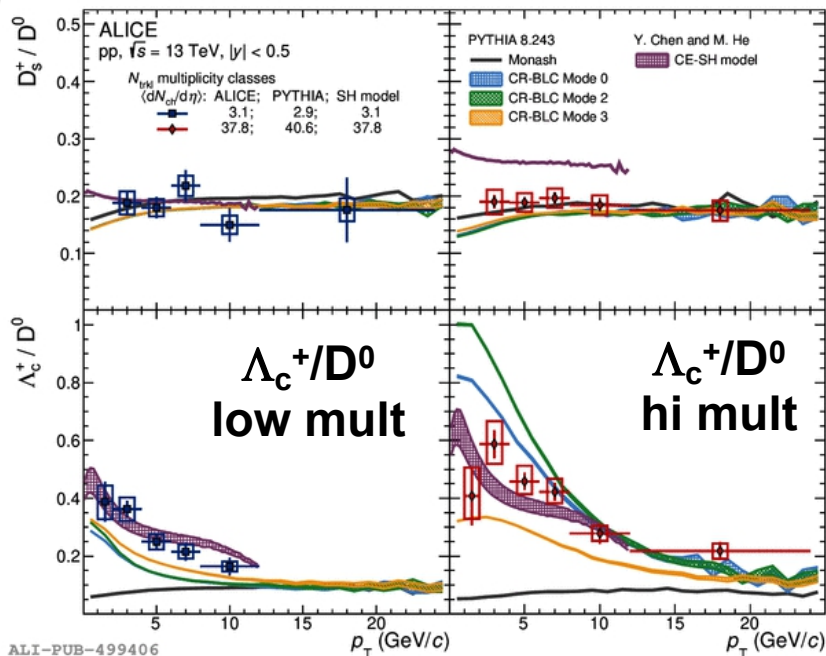 D_s^+ / D^0
0.5
0.4
0.3
0.2
0.1
ALICE
pp, √s = 13 TeV, |y| < 0.5
N_trkl multiplicity classes
⟨dN_ch/dη⟩: ALICE; PYTHIA; SH model
3.1; 2.9; 3.1
37.8; 40.6; 37.8
PYTHIA 8.243
Monash
CR-BLC Mode 0
CR-BLC Mode 2
CR-BLC Mode 3
Y. Chen and M. He
CE-SH model
Λ_c^+ / D^0
1
0.8
0.6
0.4
0.2
Λ_c^+/D^0
low mult
Λ_c^+/D^0
hi mult
5 10 15 20
p_T (GeV/c)
5 10 15 20
p_T (GeV/c)
ALI-PUB-499406